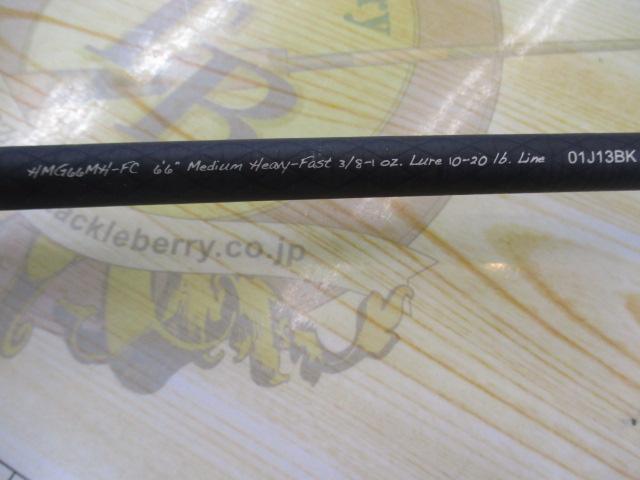 HMG66MH-FC 6'6" Medium Heavy-Fast 3/8-1 oz. Lure 10-20 lb. Line 01J13BK
ackleberry.co.jp